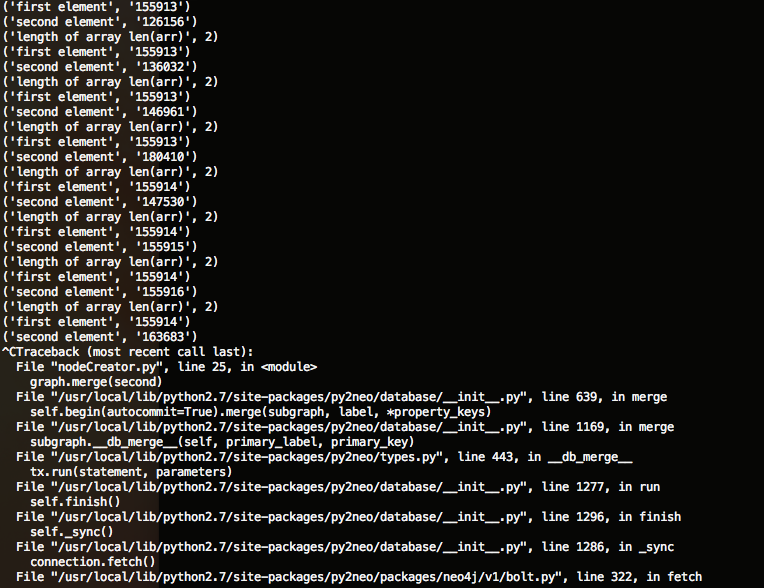 ('first element', '155913')
('second element', '126156')
('length of array len(arr)', 2)
('first element', '155913')
('second element', '136032')
('length of array len(arr)', 2)
('first element', '155913')
('second element', '146961')
('length of array len(arr)', 2)
('first element', '155913')
('second element', '180410')
('length of array len(arr)', 2)
('first element', '155914')
('second element', '147530')
('length of array len(arr)', 2)
('first element', '155914')
('second element', '155915')
('length of array len(arr)', 2)
('first element', '155914')
('second element', '155916')
('length of array len(arr)', 2)
('first element', '155914')
('second element', '163683')
^CTraceback (most recent call last):
  File "nodeCreator.py", line 25, in <module>
    graph.merge(second)
  File "/usr/local/lib/python2.7/site-packages/py2neo/database/__init__.py", line 639, in merge
    self.begin(autocommit=True).merge(subgraph, label, *property_keys)
  File "/usr/local/lib/python2.7/site-packages/py2neo/database/__init__.py", line 1169, in merge
    subgraph.__db_merge__(self, primary_label, primary_key)
  File "/usr/local/lib/python2.7/site-packages/py2neo/types.py", line 443, in __db_merge__
    tx.run(statement, parameters)
  File "/usr/local/lib/python2.7/site-packages/py2neo/database/__init__.py", line 1277, in run
    self.finish()
  File "/usr/local/lib/python2.7/site-packages/py2neo/database/__init__.py", line 1296, in finish
    self._sync()
  File "/usr/local/lib/python2.7/site-packages/py2neo/database/__init__.py", line 1286, in _sync
    connection.fetch()
  File "/usr/local/lib/python2.7/site-packages/py2neo/packages/neo4j/v1/bolt.py", line 322, in fetch